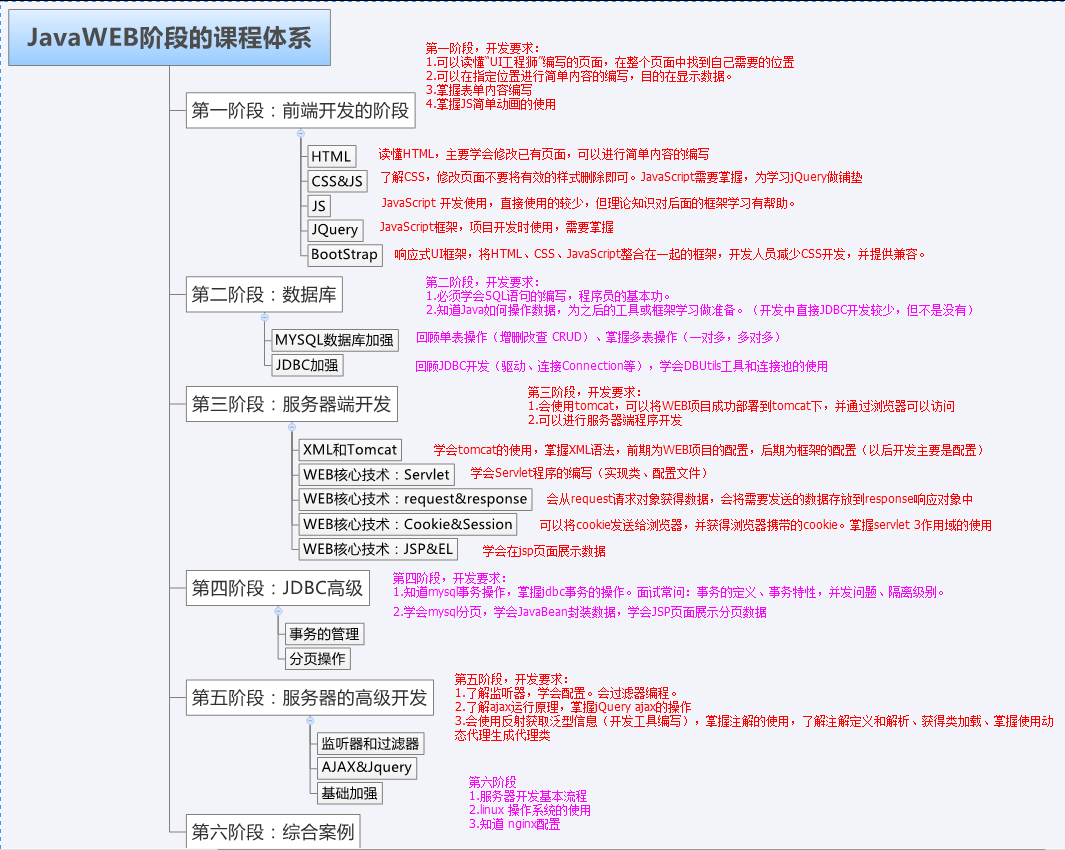 JavaWEB阶段的课程体系
第一阶段，开发要求：
1.可以读懂“UI工程狮”编写的页面，在整个页面中找到自己需要的位置
2.可以在指定位置进行简单内容的编写，目的在显示数据。
3.掌握表单内容编写
4.掌握JS简单动画的使用
第一阶段：前端开发的阶段
HTML 读懂HTML，主要学会修改已有页面，可以进行简单内容的编写
CSS&JS 了解CSS，修改页面不要将有效的样式删除即可。JavaScript需要掌握，为学习jQuery做铺垫
JS JavaScript 开发使用，直接使用的较少，但理论知识对后面的框架学习有帮助。
JQuery JavaScript框架，项目开发时使用，需要掌握
BootStrap 响应式UI框架，将HTML、CSS、JavaScript整合在一起的框架，开发人员减少CSS开发，并提供兼容。
第二阶段，开发要求：
1.必须学会SQL语句的编写，程序员的基本功。
2.知道Java如何操作数据，为之后的工具或框架学习做准备。（开发中直接JDBC开发较少，但不是没有）
第二阶段：数据库
MYSQL数据库加强 回顾单表操作（增删改查 CRUD）、掌握多表操作（一对多，多对多）
JDBC加强 回顾JDBC开发（驱动、连接Connection等），学会DBUtils工具和连接池的使用
第三阶段，开发要求：
1.会使用tomcat，可以将WEB项目成功部署到tomcat下，并通过浏览器可以访问
2.可以进行服务器端程序开发
第三阶段：服务器端开发
XML和Tomcat 学会tomcat的使用，掌握XML语法，前期为WEB项目的配置，后期为框架的配置（以后开发主要是配置）
WEB核心技术：Servlet 学会Servlet程序的编写（实现类、配置文件）
WEB核心技术：request&response 会从request请求对象获得数据，会将需要发送的数据存放到response响应对象中
WEB核心技术：Cookie&Session 可以将cookie发送给浏览器，并获得浏览器携带的cookie。掌握servlet 3作用域的使用
WEB核心技术：JSP&EL 学会在jsp页面展示数据
第四阶段，开发要求：
1.知道mysql事务操作，掌握jdbc事务的操作。面试常问：事务的定义、事务特性，并发问题、隔离级别。
2.学会mysql分页，学会JavaBean封装数据，学会JSP页面展示分页数据
第四阶段：JDBC高级
事务的管理
分页操作
第五阶段，开发要求：
1.了解监听器，学会配置。会过滤器编程。
2.了解ajax运行原理，掌握jQuery ajax的操作
3.会使用反射获取泛型信息（开发工具编写），掌握注解的使用，了解注解定义和解析、获得类加载、掌握使用动
态代理生成代理类
第五阶段：服务器的高级开发
监听器和过滤器
AJAX&Jquery
基础加强
第六阶段
1.服务器开发基本流程
2.linux 操作系统的使用
3.知道 nginx配置
第六阶段：综合案例